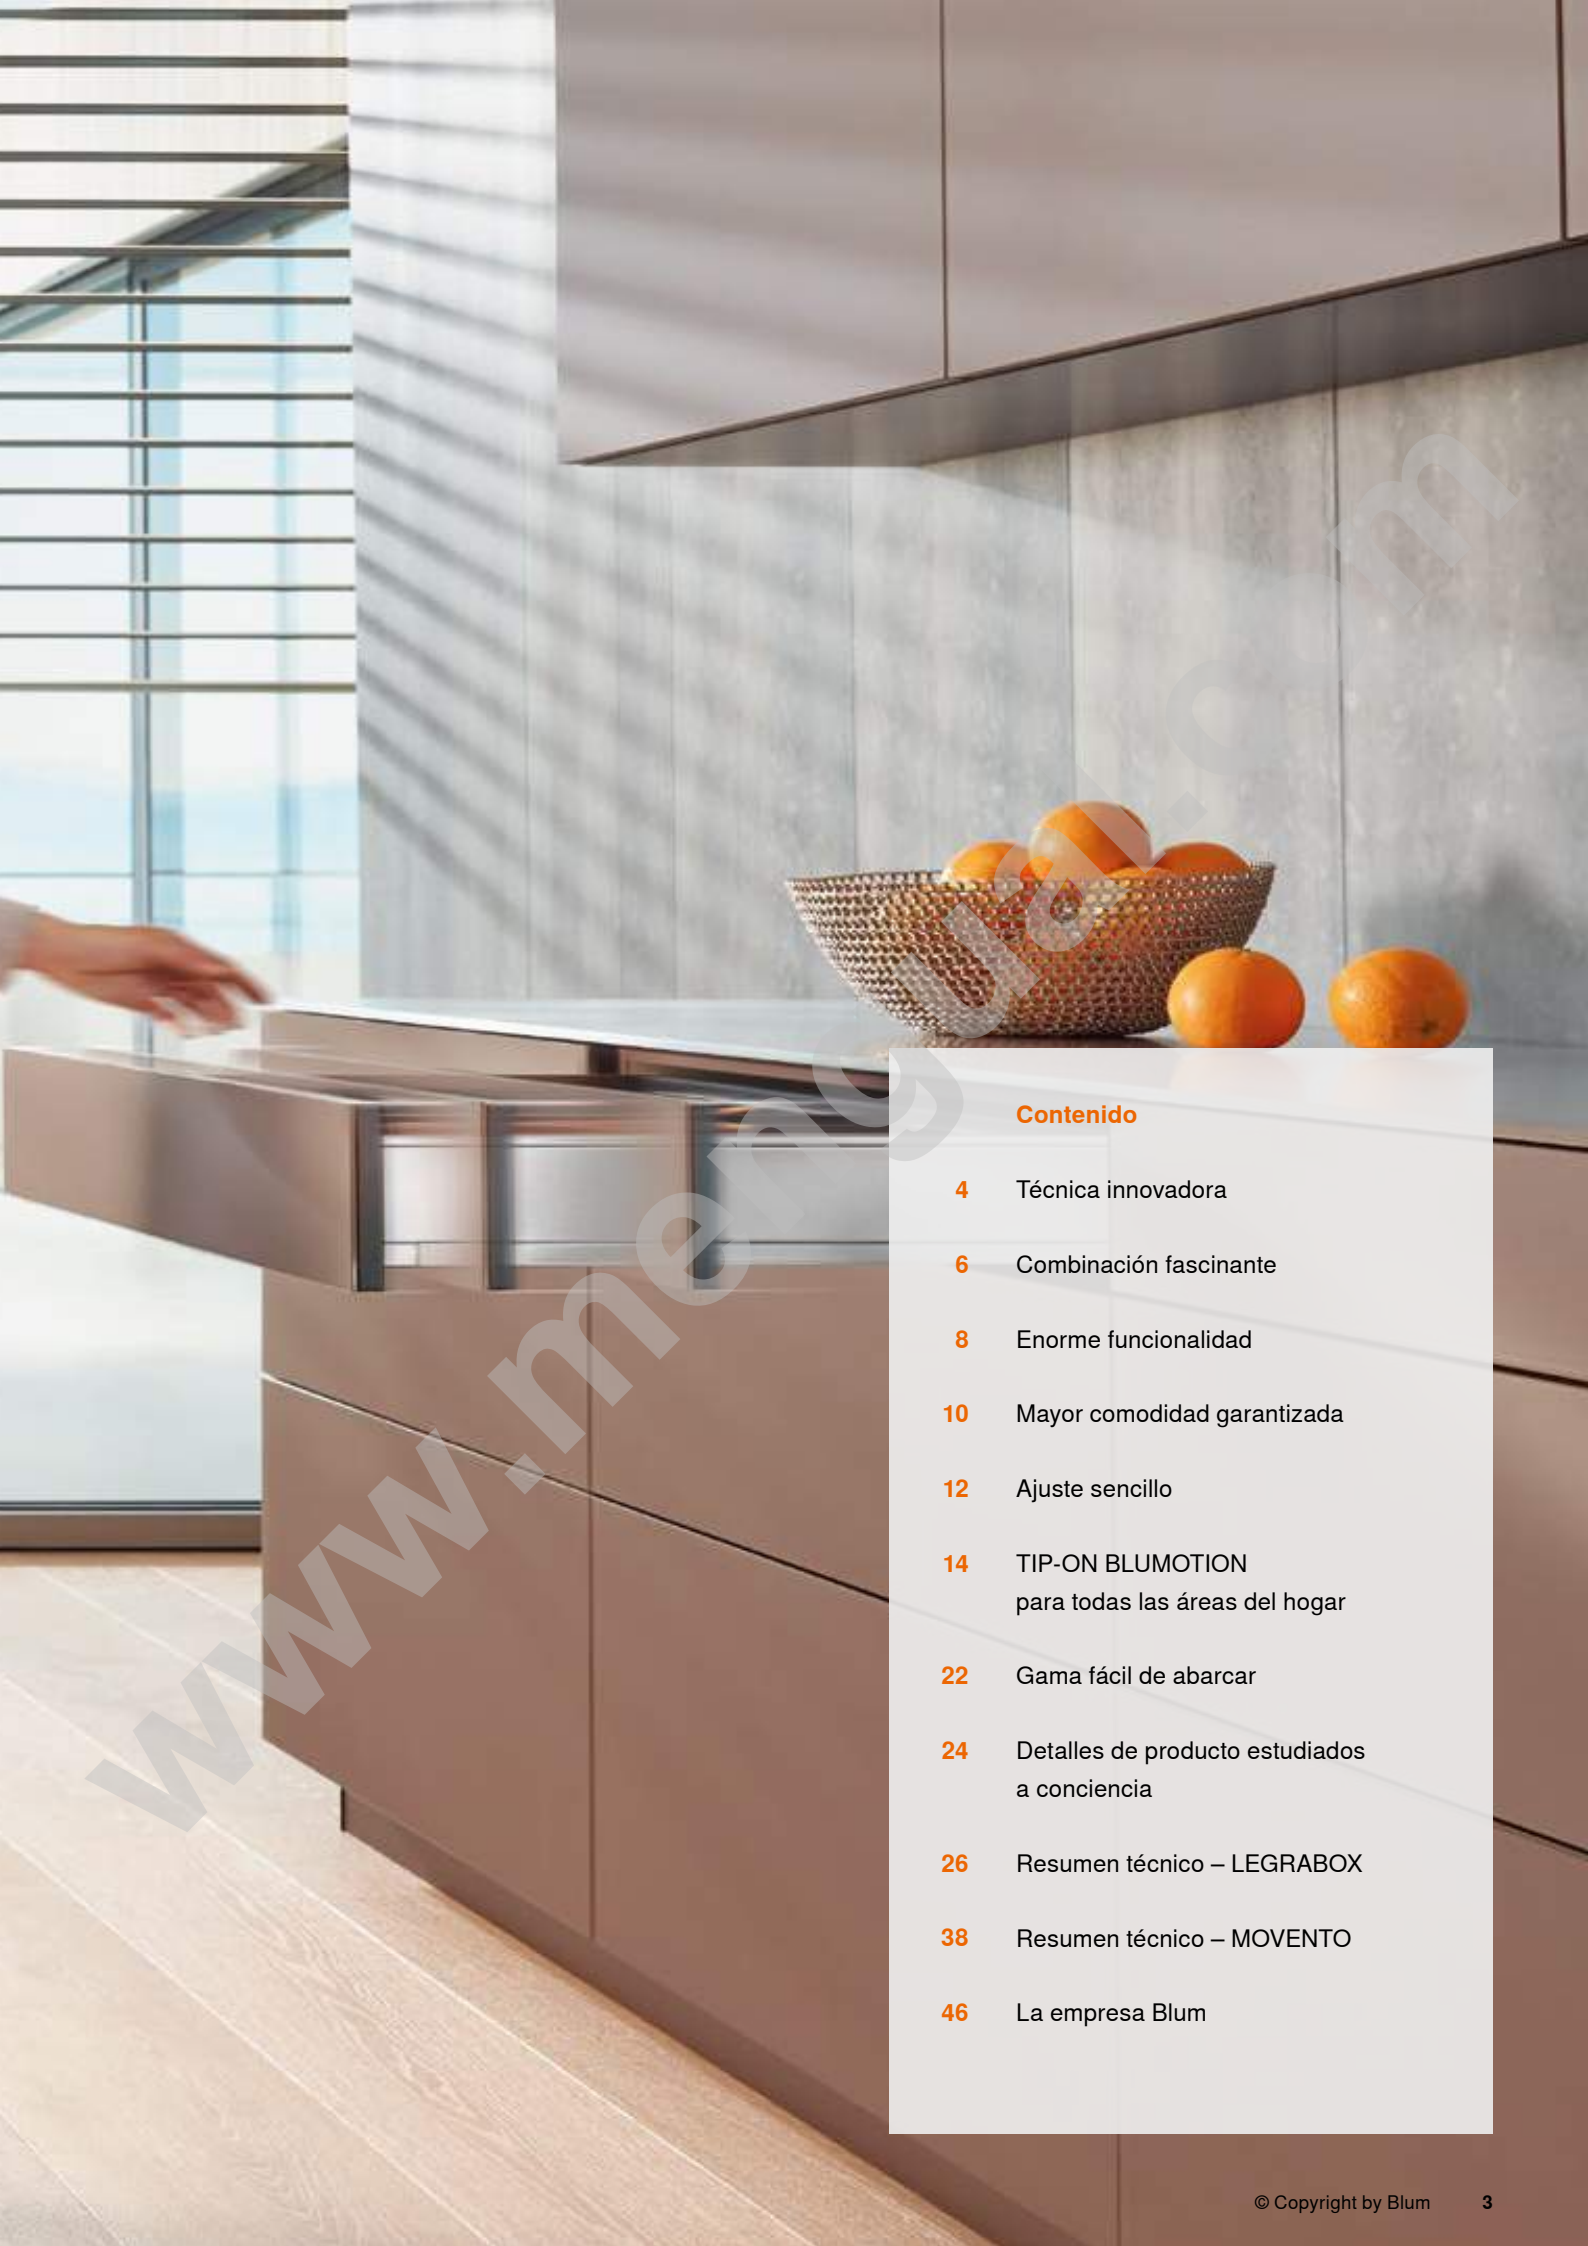 www.mengual.com
Contenido
4 Técnica innovadora
6 Combinación fascinante
8 Enorme funcionalidad
10 Mayor comodidad garantizada
12 Ajuste sencillo
14 TIP-ON BLUMOTION
para todas las áreas del hogar
22 Gama fácil de abarcar
24 Detalles de producto estudiados
a conciencia
26 Resumen técnico – LEGRABOX
38 Resumen técnico – MOVENTO
46 La empresa Blum
© Copyright by Blum 3